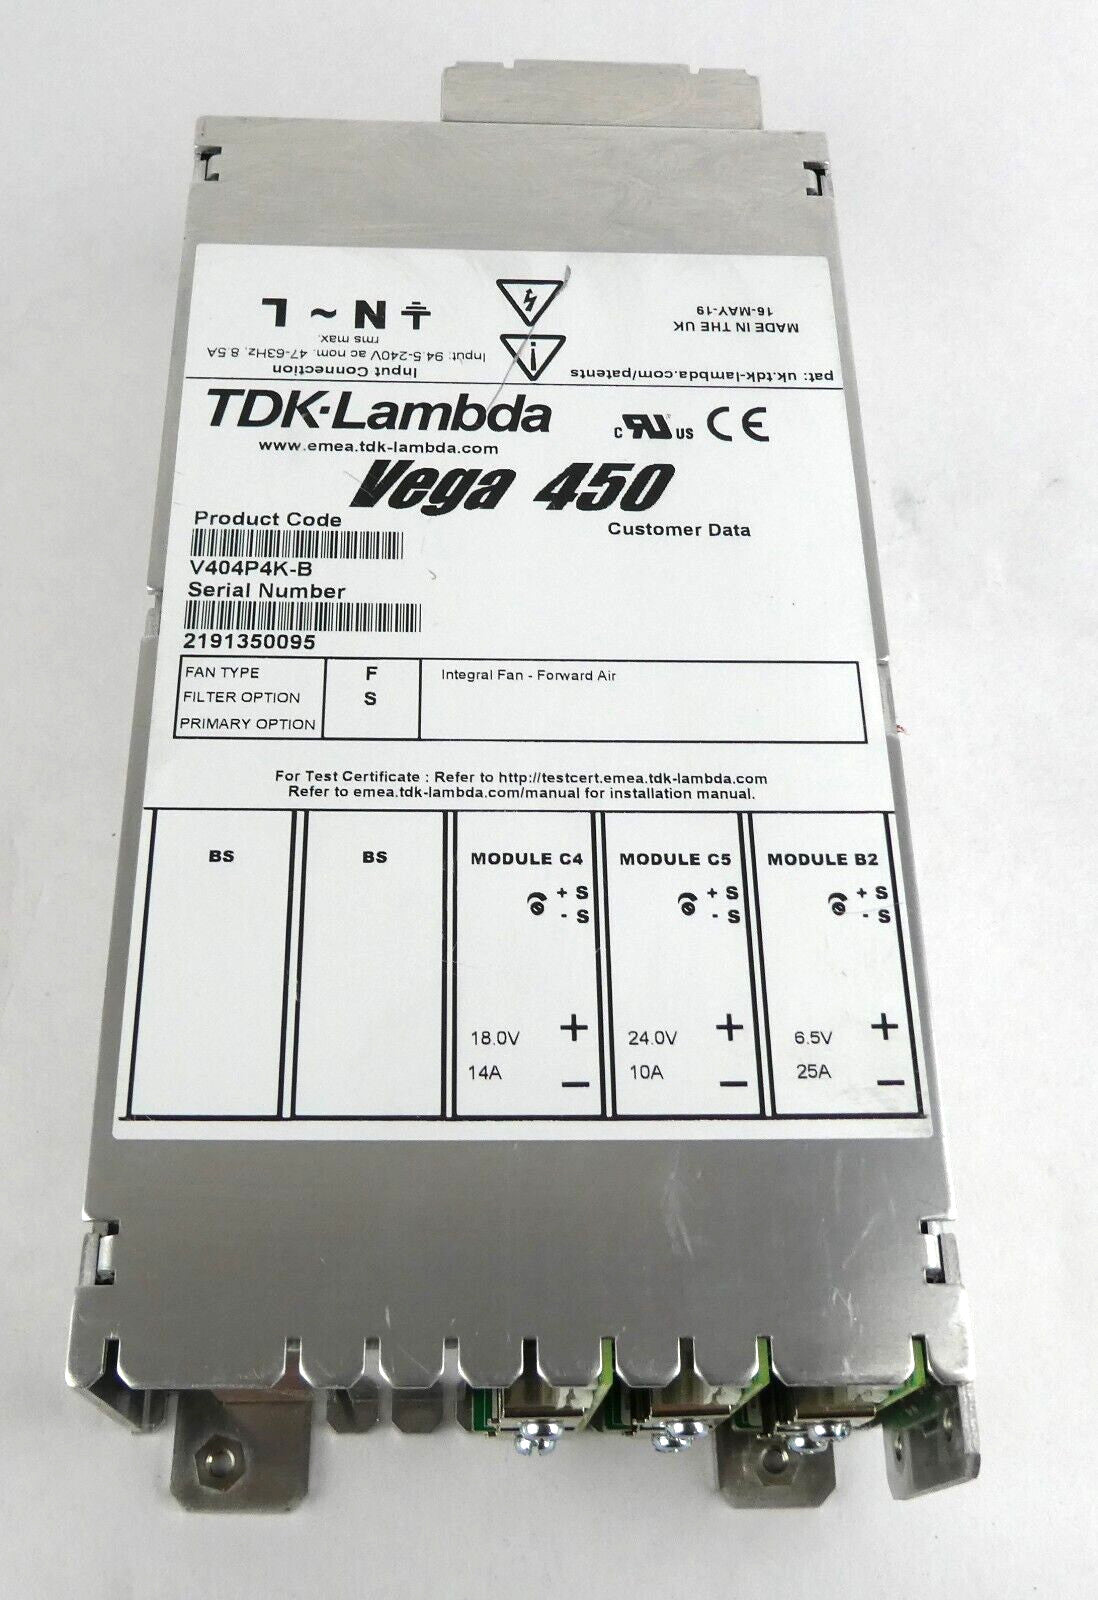 MADE IN THE UK
16-MAY-19
pat: uk.tdk-lambda.com/patents
Input Connection
Input: 94.5-240V ac nom. 47-63Hz, 8.5A
rms max.
N ~ L
TDK·Lambda
www.emea.tdk-lambda.com
c RU US CE
Vega 450
Product Code
Customer Data
V404P4K-B
Serial Number
2191350095
FAN TYPE F Integral Fan - Forward Air
FILTER OPTION S
PRIMARY OPTION
For Test Certificate : Refer to http://testcert.emea.tdk-lambda.com
Refer to emea.tdk-lambda.com/manual for installation manual.
BS
BS
MODULE C4
+ S
- S
18.0V +
14A -
MODULE C5
+ S
- S
24.0V +
10A -
MODULE B2
+ S
- S
6.5V +
25A -